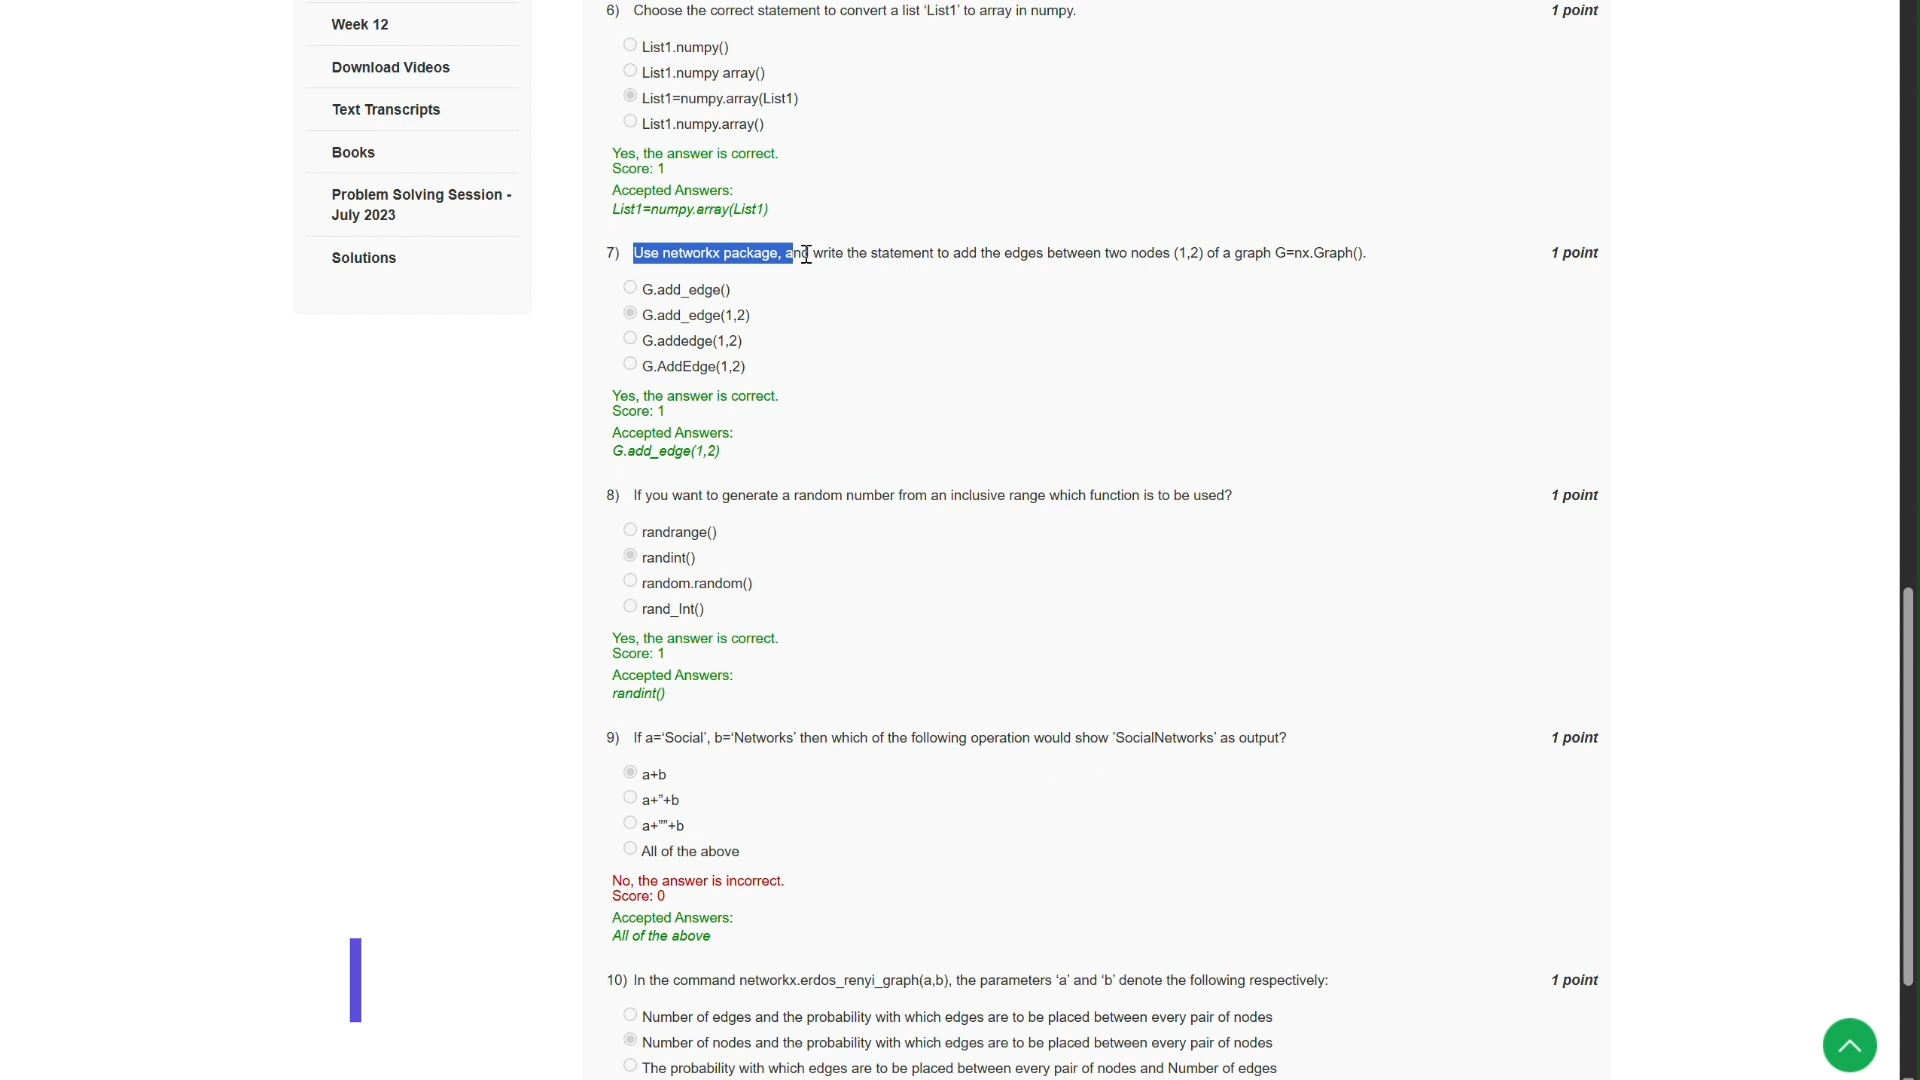 Week 12
Download Videos
Text Transcripts
Books
Problem Solving Session -
July 2023
Solutions
6) Choose the correct statement to convert a list ‘List1’ to array in numpy. 1 point
List1.numpy()
List1.numpy array()
List1=numpy.array(List1)
List1.numpy.array()
Yes, the answer is correct.
Score: 1
Accepted Answers:
List1=numpy.array(List1)
7) Use networkx package, and write the statement to add the edges between two nodes (1,2) of a graph G=nx.Graph(). 1 point
G.add_edge()
G.add_edge(1,2)
G.addedge(1,2)
G.AddEdge(1,2)
Yes, the answer is correct.
Score: 1
Accepted Answers:
G.add_edge(1,2)
8) If you want to generate a random number from an inclusive range which function is to be used? 1 point
randrange()
randint()
random.random()
rand_Int()
Yes, the answer is correct.
Score: 1
Accepted Answers:
randint()
9) If a=‘Social’, b=‘Networks’ then which of the following operation would show ’SocialNetworks’ as output? 1 point
a+b
a+”+b
a+””+b
All of the above
No, the answer is incorrect.
Score: 0
Accepted Answers:
All of the above
10) In the command networkx.erdos_renyi_graph(a,b), the parameters ‘a’ and ‘b’ denote the following respectively: 1 point
Number of edges and the probability with which edges are to be placed between every pair of nodes
Number of nodes and the probability with which edges are to be placed between every pair of nodes
The probability with which edges are to be placed between every pair of nodes and Number of edges